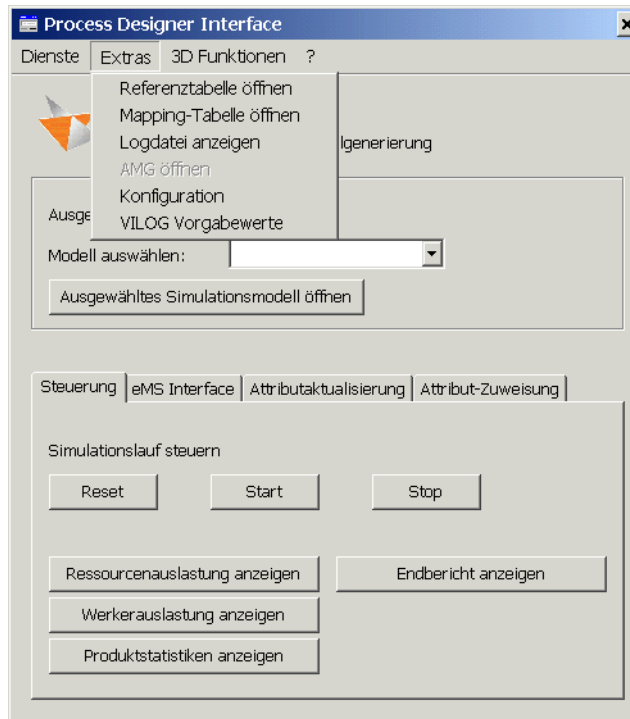 Process Designer Interface
Dienste Extras 3D Funktionen ?
Referenztabelle öffnen
Mapping-Tabelle öffnen
Logdatei anzeigen
lgenerierung
AMG öffnen
Konfiguration
Ausge
VILOG Vorgabewerte
Modell auswählen:
Ausgewähltes Simulationsmodell öffnen
Steuerung eMS Interface Attributaktualisierung Attribut-Zuweisung
Simulationslauf steuern
Reset Start Stop
Ressourcenauslastung anzeigen Endbericht anzeigen
Werkerauslastung anzeigen
Produktstatistiken anzeigen